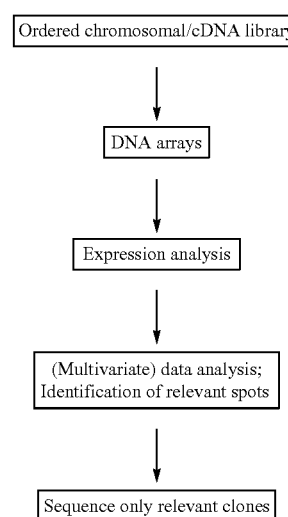 Ordered chromosomal/cDNA library
DNA arrays
Expression analysis
(Multivariate) data analysis;
Identification of relevant spots
Sequence only relevant clones